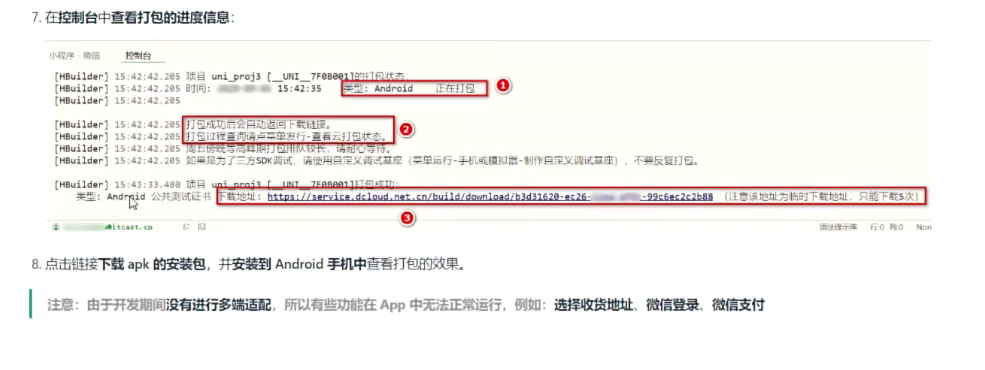 7. 在控制台中查看打包的进度信息：
小程序 - 微信 控制台
[HBuilder] 15:42:42.205 项目 uni_proj3 [__UNI__7F0B001]的打包状态:
[HBuilder] 15:42:42.205 时间: 15:42:35 类型: Android 正在打包
1
[HBuilder] 15:42:42.205
[HBuilder] 15:42:42.205 打包成功后会自动返回下载链接。
2
[HBuilder] 15:42:42.205 打包过程查询请点菜单发行-查看云打包状态。
[HBuilder] 15:42:42.205 周五傍晚等高峰期打包排队较长，请耐心等待。
[HBuilder] 15:42:42.205 如果是为了三方SDK调试，请使用自定义调试基座（菜单运行-手机或模拟器-制作自定义调试基座），不要反复打包。
[HBuilder] 15:43:33.480 项目 uni_proj3 [__UNI__7F0B001]打包成功:
类型: Android 公共测试证书 下载地址: https://service.dcloud.net.cn/build/download/b3d31620-ec26- -99c6ec2c2b88 (注意该地址为临时下载地址，只能下载5次)
3
@itcast.cn 语法提示库 行:0 列:0 Non
8. 点击链接下载 apk 的安装包，并安装到 Android 手机中查看打包的效果。
注意：由于开发期间没有进行多端适配，所以有些功能在 App 中无法正常运行，例如：选择收货地址、微信登录、微信支付